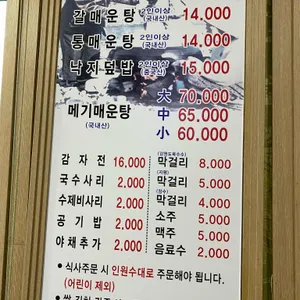 갈매운탕 2인이상 (국내산) 14.000
통매운탕 2인이상 (국내산) 14.000
낙지덮밥 2인이상 (중국산) 15.000
메기매운탕 (국내산) 大 70,000
中 65.000
小 60.000
감자전 16.000
국수사리 2.000
수제비사리 2.000
공기밥 2.000
야채추가 2.000
막걸리 8.000
막걸리 5.000
막걸리 4.000
소주 5.000
맥주 5.000
음료수 2.000
• 식사주문 시 인원수대로 주문해야 됩니다.
(어린이 제외)